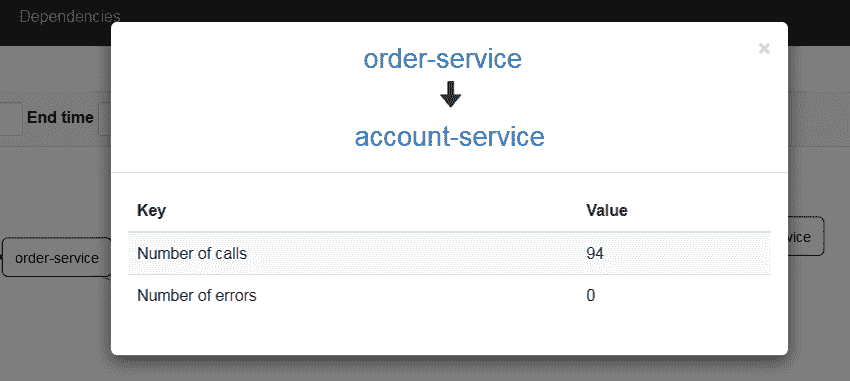 Dependencies
order-service
×
account-service
End time
Key Value
Number of calls 94
order-service
vice
Number of errors 0